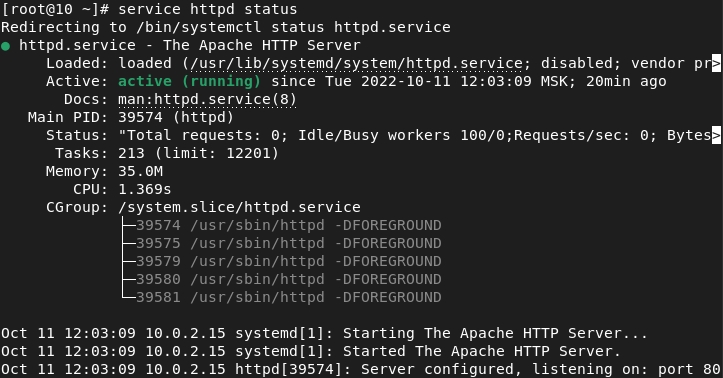 [root@10 ~]# service httpd status
Redirecting to /bin/systemctl status httpd.service
● httpd.service - The Apache HTTP Server
     Loaded: loaded (/usr/lib/systemd/system/httpd.service; disabled; vendor pr>
     Active: active (running) since Tue 2022-10-11 12:03:09 MSK; 20min ago
       Docs: man:httpd.service(8)
   Main PID: 39574 (httpd)
     Status: "Total requests: 0; Idle/Busy workers 100/0;Requests/sec: 0; Bytes>
      Tasks: 213 (limit: 12201)
     Memory: 35.0M
        CPU: 1.369s
     CGroup: /system.slice/httpd.service
             ├─39574 /usr/sbin/httpd -DFOREGROUND
             ├─39575 /usr/sbin/httpd -DFOREGROUND
             ├─39579 /usr/sbin/httpd -DFOREGROUND
             ├─39580 /usr/sbin/httpd -DFOREGROUND
             └─39581 /usr/sbin/httpd -DFOREGROUND
Oct 11 12:03:09 10.0.2.15 systemd[1]: Starting The Apache HTTP Server...
Oct 11 12:03:09 10.0.2.15 systemd[1]: Started The Apache HTTP Server.
Oct 11 12:03:09 10.0.2.15 httpd[39574]: Server configured, listening on: port 80